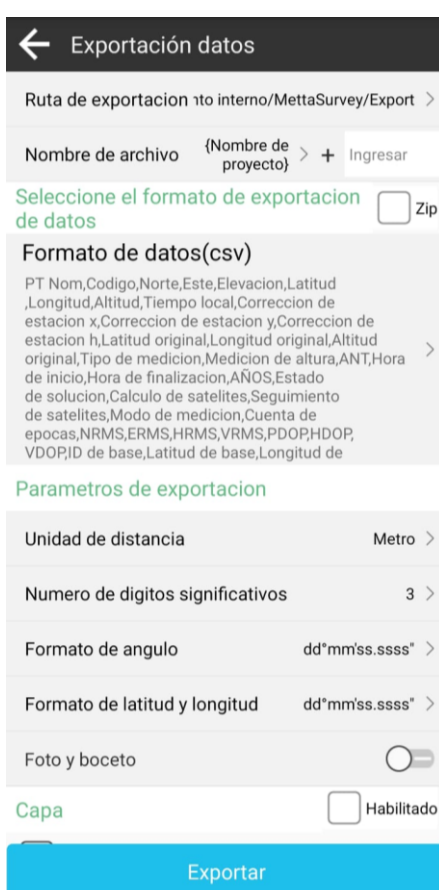 Exportación datos
Ruta de exportacion nto interno/MettaSurvey/Export
Nombre de archivo {Nombre de proyecto} + Ingresar
Seleccione el formato de exportacion
de datos
Zip
Formato de datos(csv)
PT Nom,Codigo,Norte,Este,Elevacion,Latitud
,Longitud,Altitud,Tiempo local,Correccion de
estacion x,Correccion de estacion y,Correccion de
estacion h,Latitud original,Longitud original,Altitud
original,Tipo de medicion,Medicion de altura,ANT,Hora
de inicio,Hora de finalizacion,AÑOS,Estado
de solucion,Calculo de satelites,Seguimiento
de satelites,Modo de medicion,Cuenta de
epocas,NRMS,ERMS,HRMS,VRMS,PDOP,HDOP,
VDOP,ID de base,Latitud de base,Longitud de
Parametros de exportacion
Unidad de distancia Metro
Numero de digitos significativos 3
Formato de angulo dd°mm'ss.ssss"
Formato de latitud y longitud dd°mm'ss.ssss"
Foto y boceto
Capa Habilitado
Exportar